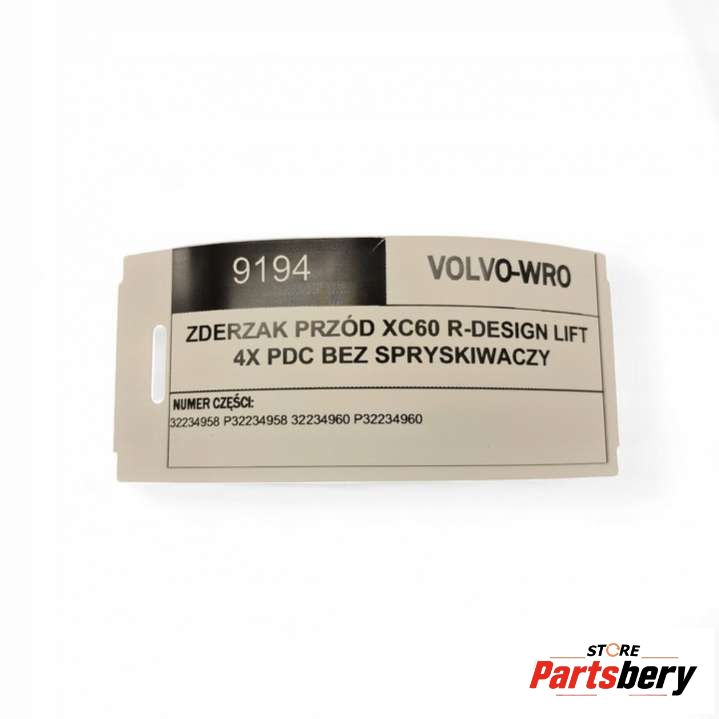 9194
VOLVO-WRO
ZDERZAK PRZÓD XC60 R-DESIGN LIFT
4X PDC BEZ SPRYSKIWACZY
NUMER CZĘŚCI:
32234958 P32234958 32234960 P32234960
STORE
Partsbery